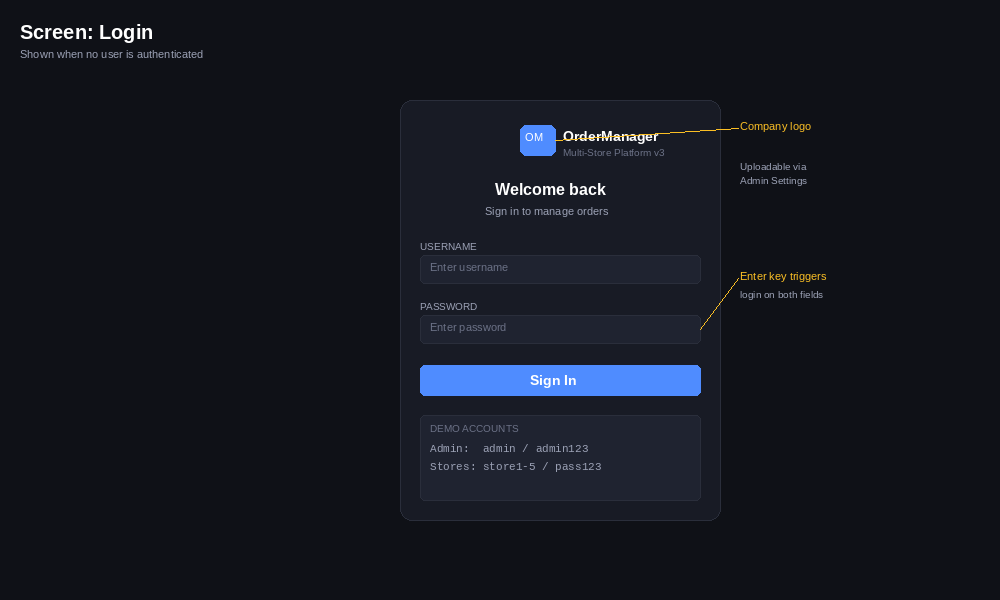 Screen: Login
Shown when no user is authenticated
OM
OrderManager
Multi-Store Platform v3
Company logo
Uploadable via
Admin Settings
Welcome back
Sign in to manage orders
USERNAME
Enter username
Enter key triggers
login on both fields
PASSWORD
Enter password
Sign In
DEMO ACCOUNTS
Admin:  admin / admin123
Stores: store1-5 / pass123